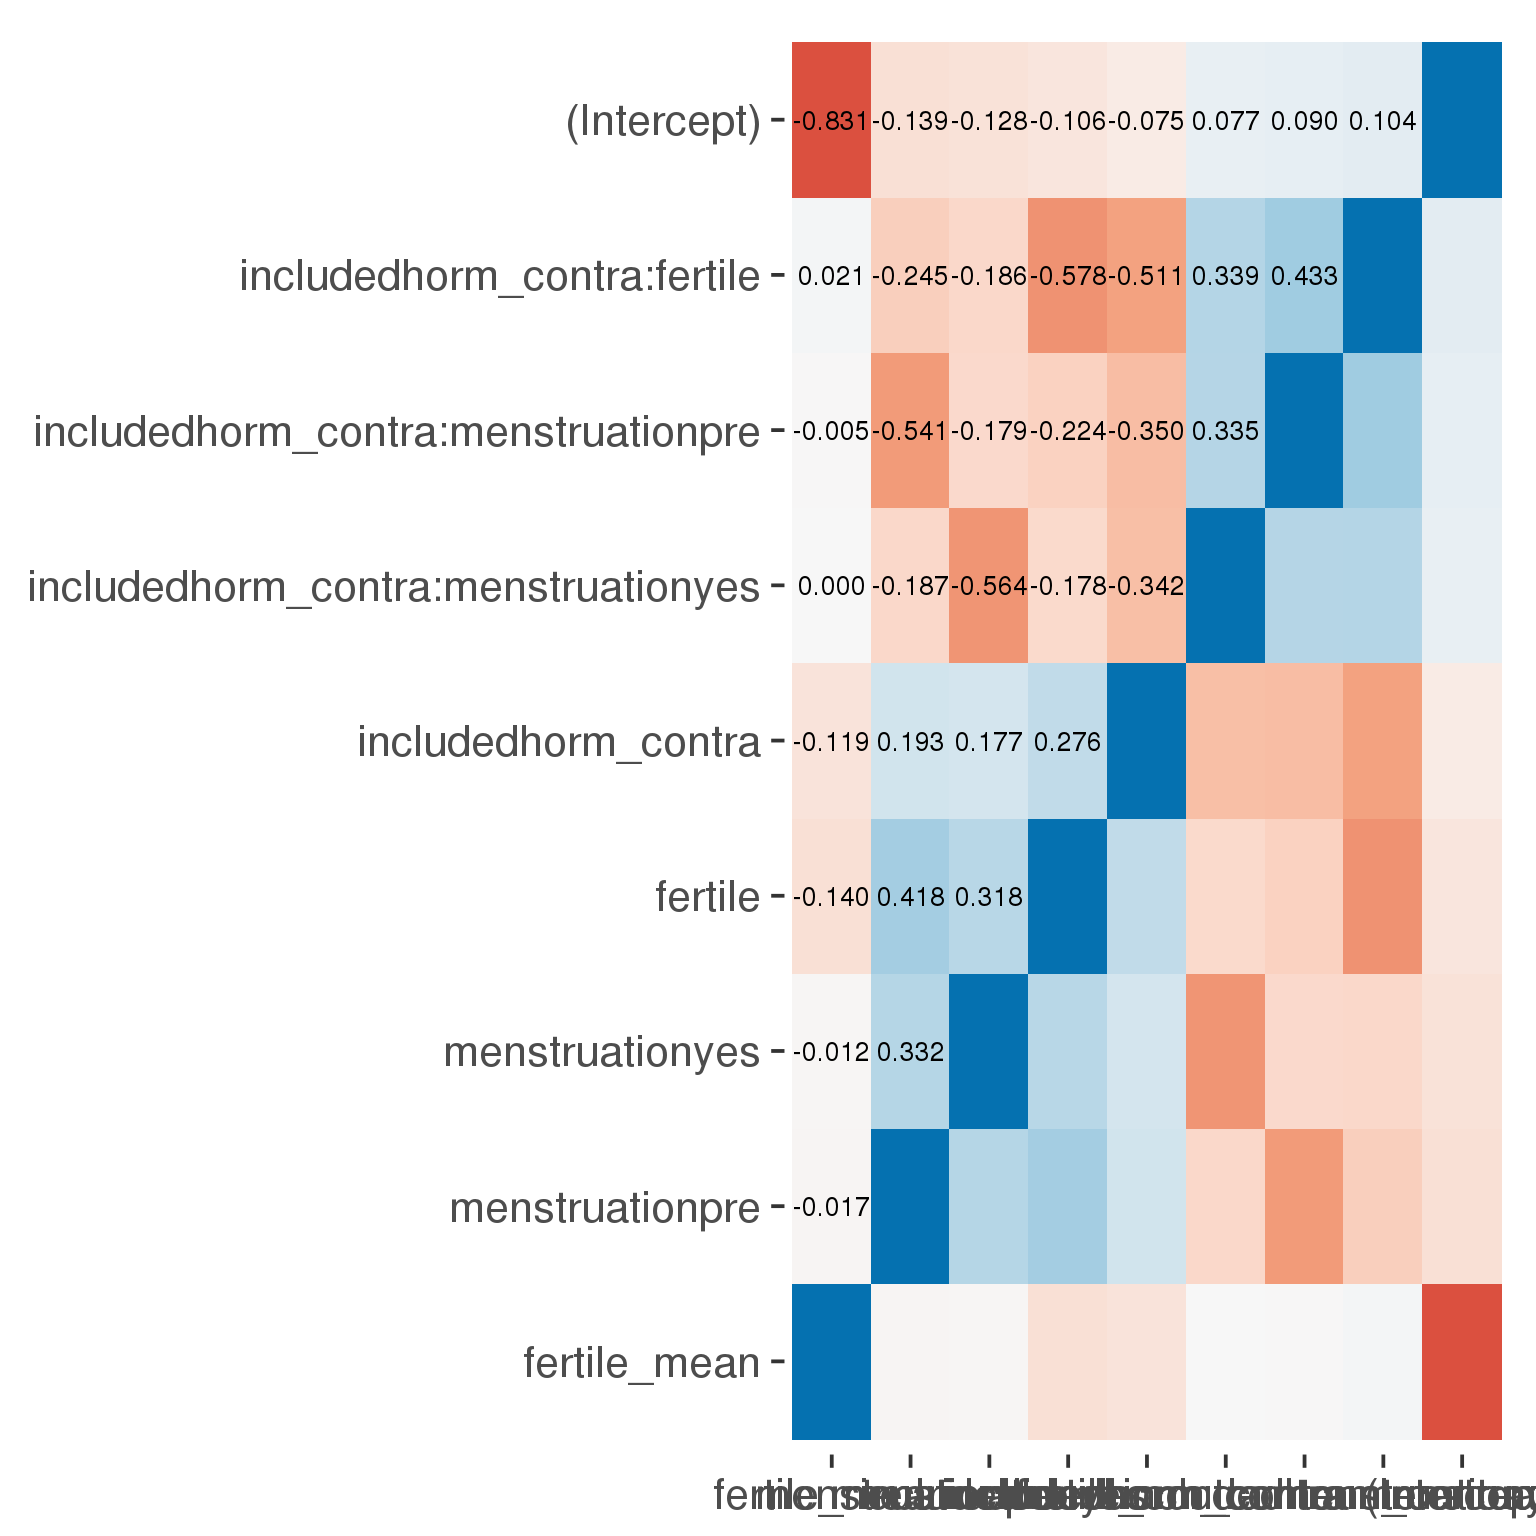 (Intercept) -0.831 -0.139 -0.128 -0.106 -0.075 0.077 0.090 0.104
includedhorm_contra:fertile 0.021 -0.245 -0.186 -0.578 -0.511 0.339 0.433
includedhorm_contra:menstruationpre -0.005 -0.541 -0.179 -0.224 -0.350 0.335
includedhorm_contra:menstruationyes 0.000 -0.187 -0.564 -0.178 -0.342
includedhorm_contra -0.119 0.193 0.177 0.276
fertile -0.140 0.418 0.318
menstruationyes -0.012 0.332
menstruationpre -0.017
fertile_mean